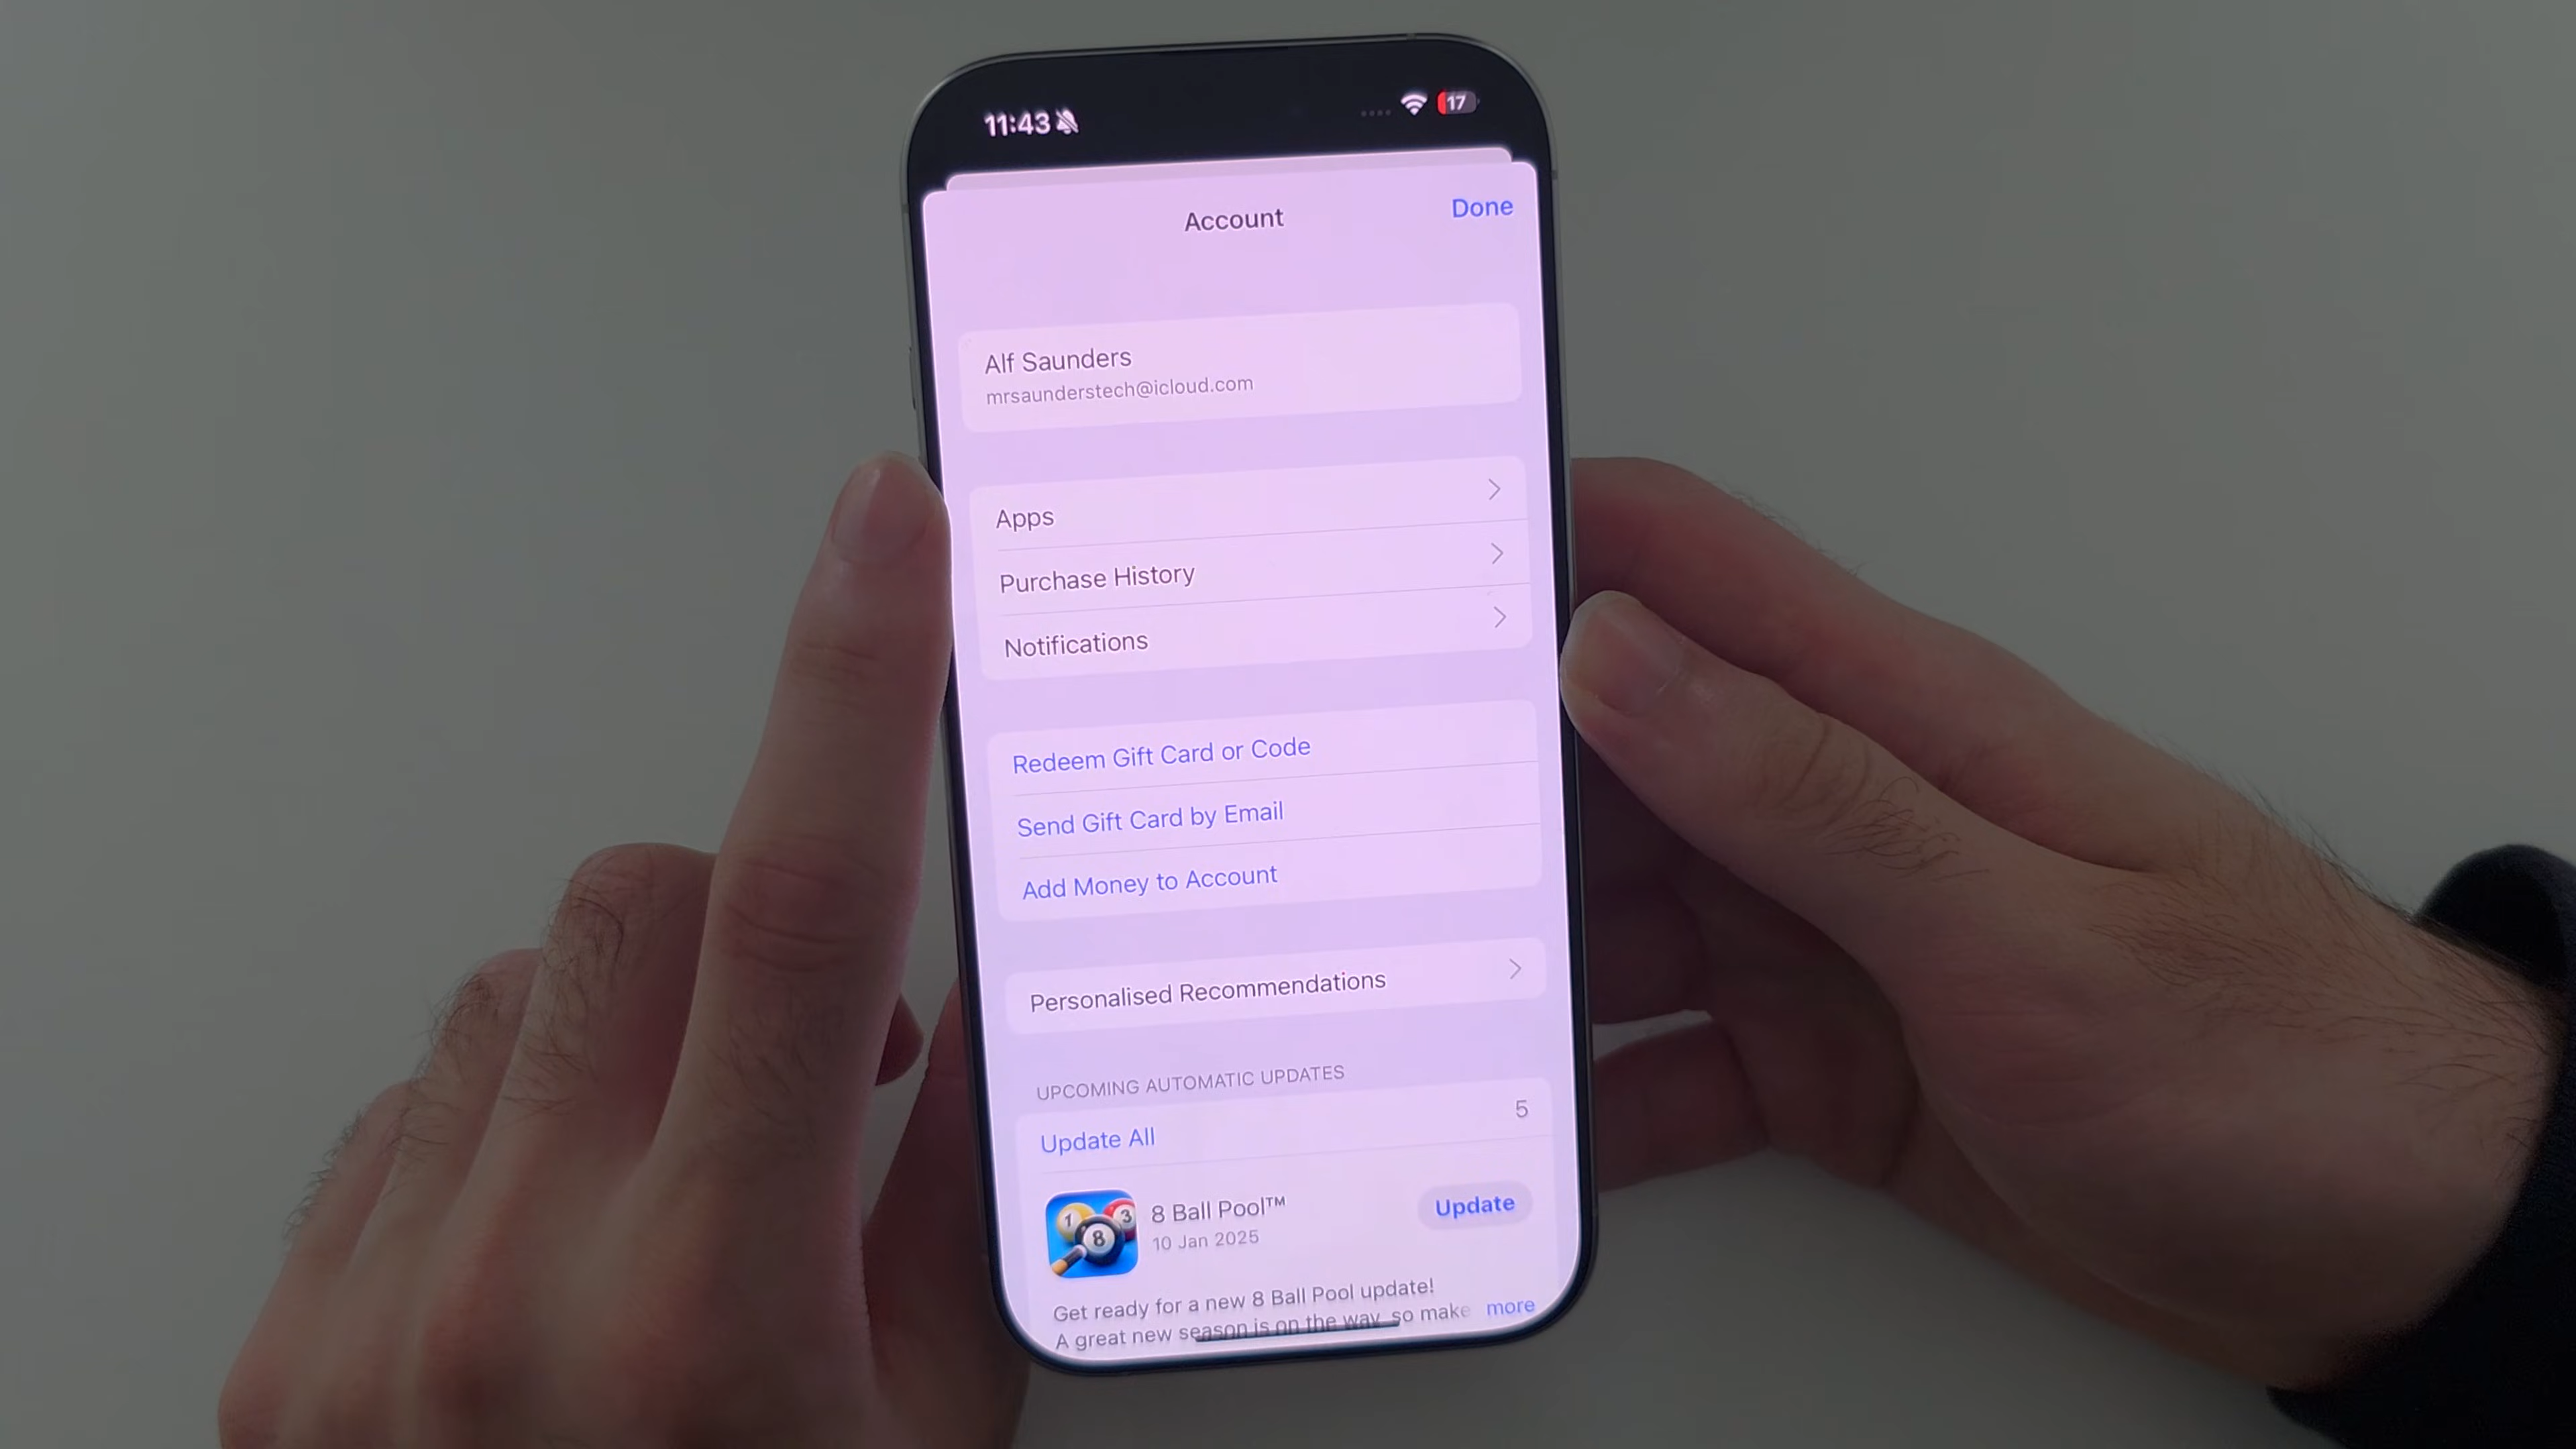 11:43
17
Account
Done
Alf Saunders
mrsaunderstech@icloud.com
Apps
Purchase History
Notifications
Redeem Gift Card or Code
Send Gift Card by Email
Add Money to Account
Personalised Recommendations
UPCOMING AUTOMATIC UPDATES
Update All
5
1
3
8
8 Ball Pool™
10 Jan 2025
Update
Get ready for a new 8 Ball Pool update!
A great new season is on the way, so make more